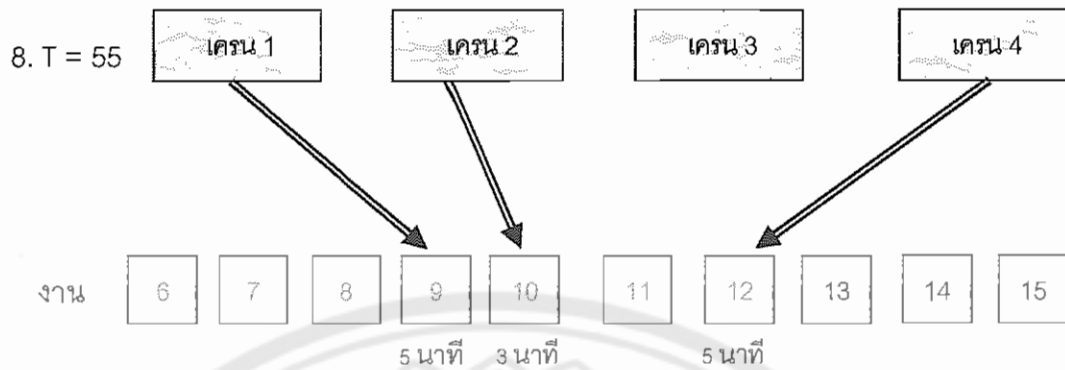 8. T = 55 เครน 1 เครน 2 เครน 3 เครน 4
งาน 6 7 8 9 10 11 12 13 14 15
5 นาที 3 นาที 5 นาที